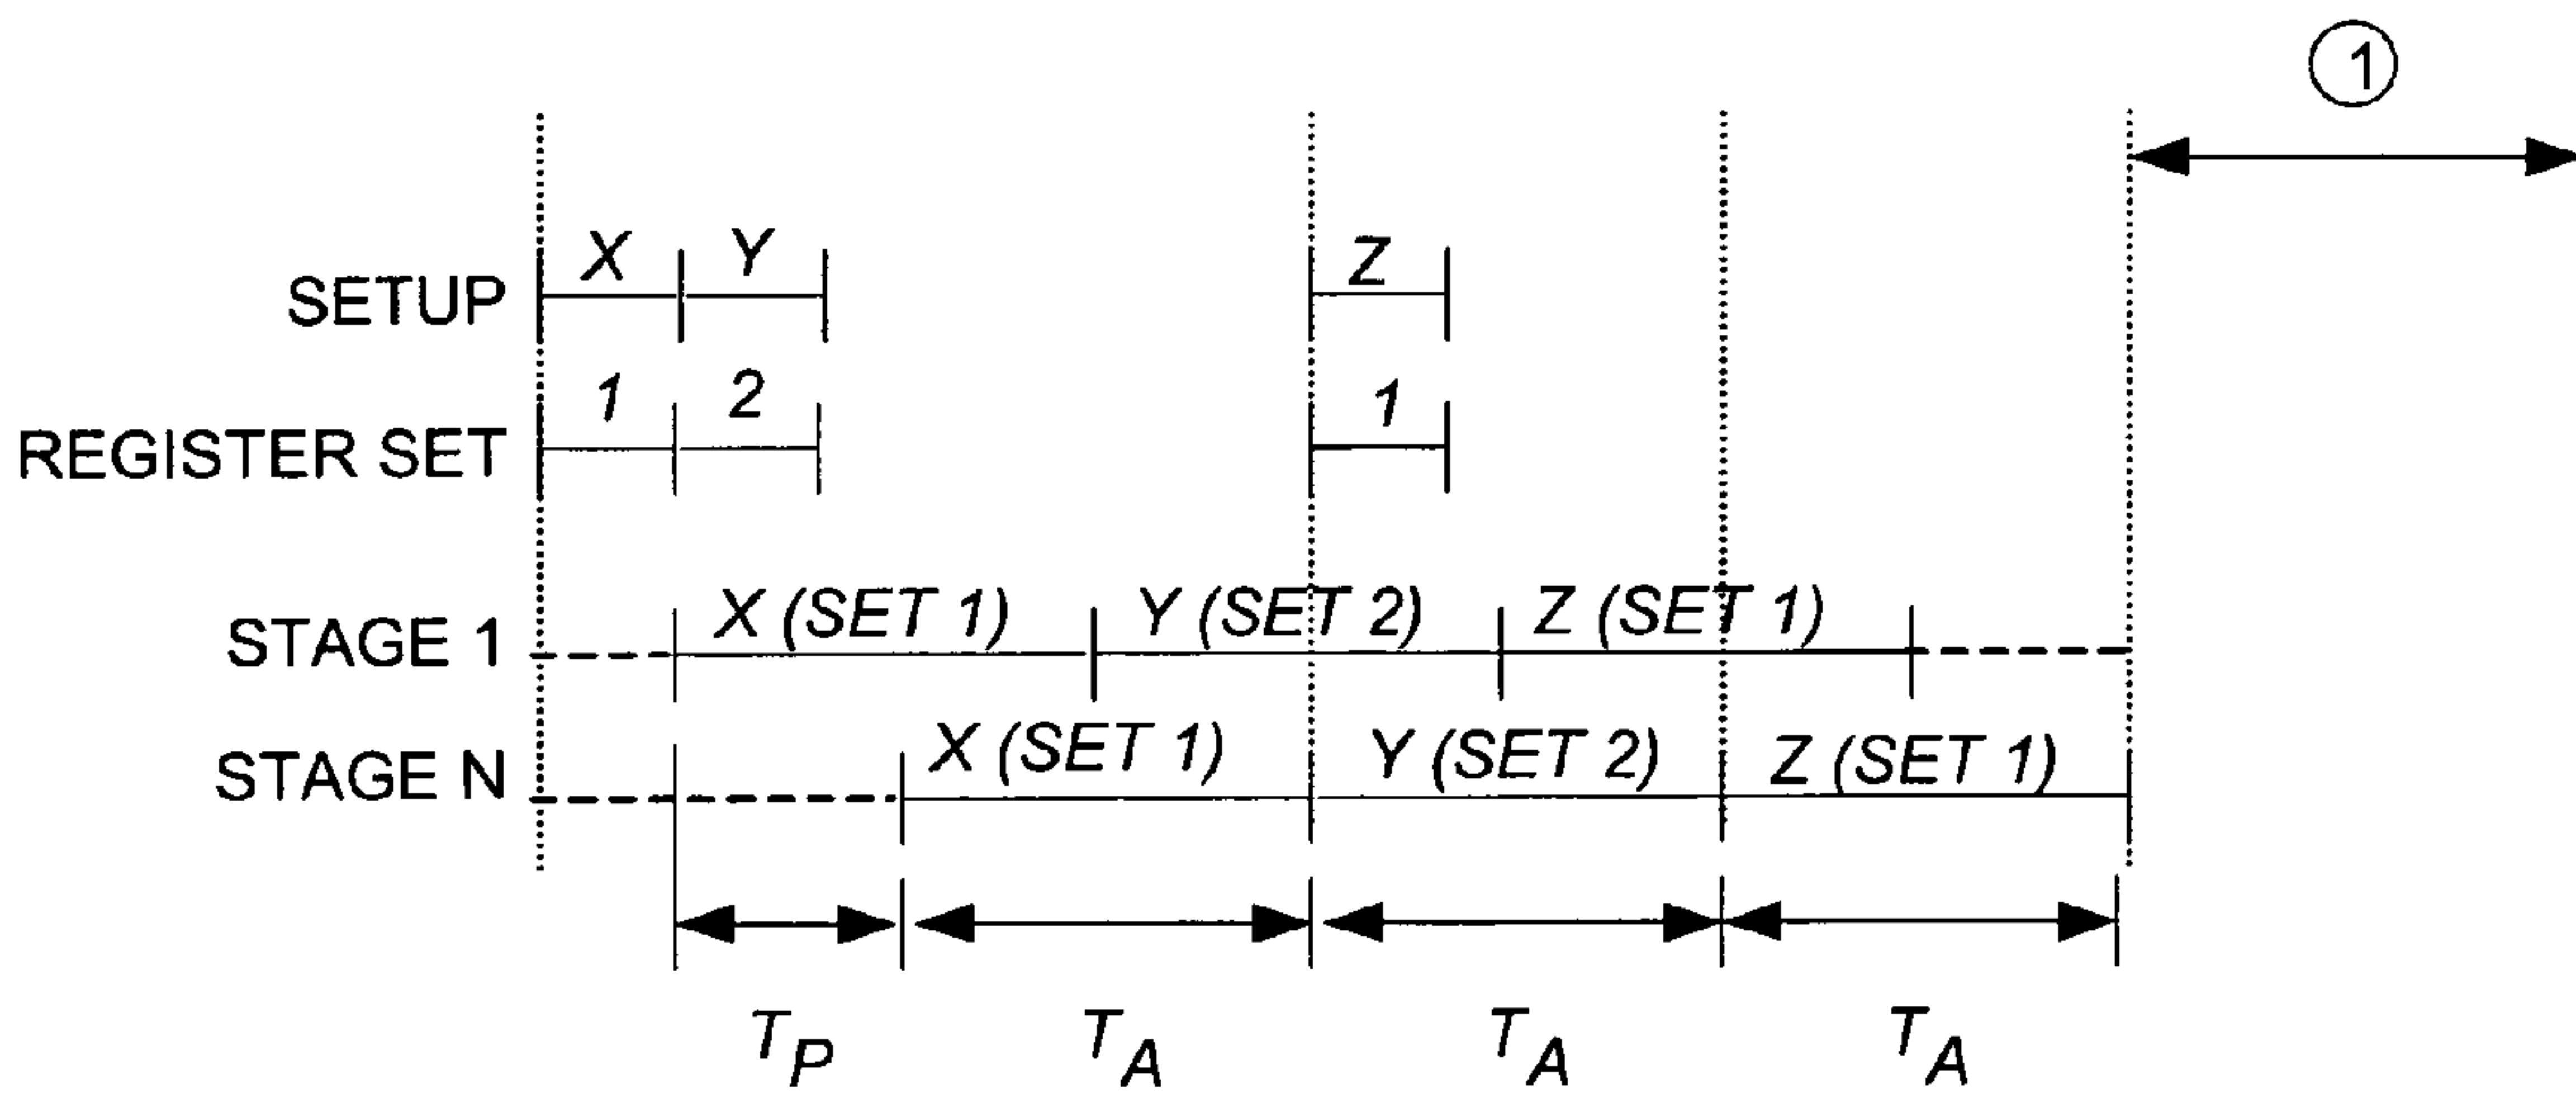 1
SETUP X Y Z
REGISTER SET 1 2 1
STAGE 1 X (SET 1) Y (SET 2) Z (SET 1)
STAGE N X (SET 1) Y (SET 2) Z (SET 1)
TP TA TA TA